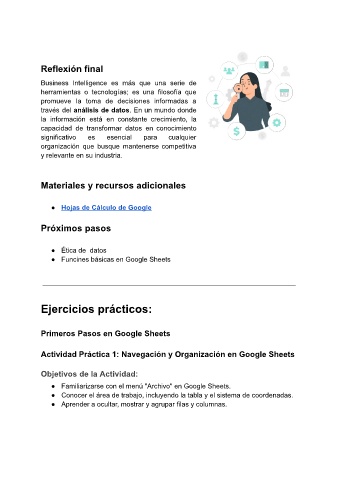 Reflexión final
Business Intelligence es más que una serie de
herramientas o tecnologías; es una filosofía que
promueve la toma de decisiones informadas a
través del análisis de datos. En un mundo donde
la información está en constante crecimiento, la
capacidad de transformar datos en conocimiento
significativo es esencial para cualquier
organización que busque mantenerse competitiva
y relevante en su industria.
Materiales y recursos adicionales
● Hojas de Cálculo de Google
Próximos pasos
● Ética de datos
● Funcines básicas en Google Sheets
Ejercicios prácticos:
Primeros Pasos en Google Sheets
Actividad Práctica 1: Navegación y Organización en Google Sheets
Objetivos de la Actividad:
● Familiarizarse con el menú "Archivo" en Google Sheets.
● Conocer el área de trabajo, incluyendo la tabla y el sistema de coordenadas.
● Aprender a ocultar, mostrar y agrupar filas y columnas.